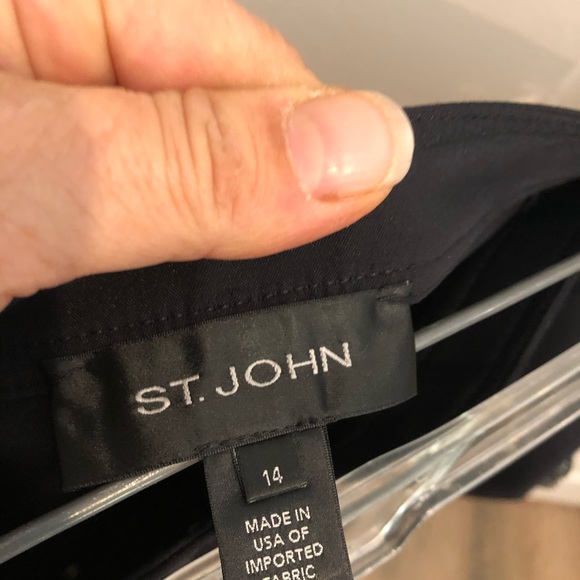 ST. JOHN
14
MADE IN
USA OF
IMPORTED
FABRIC